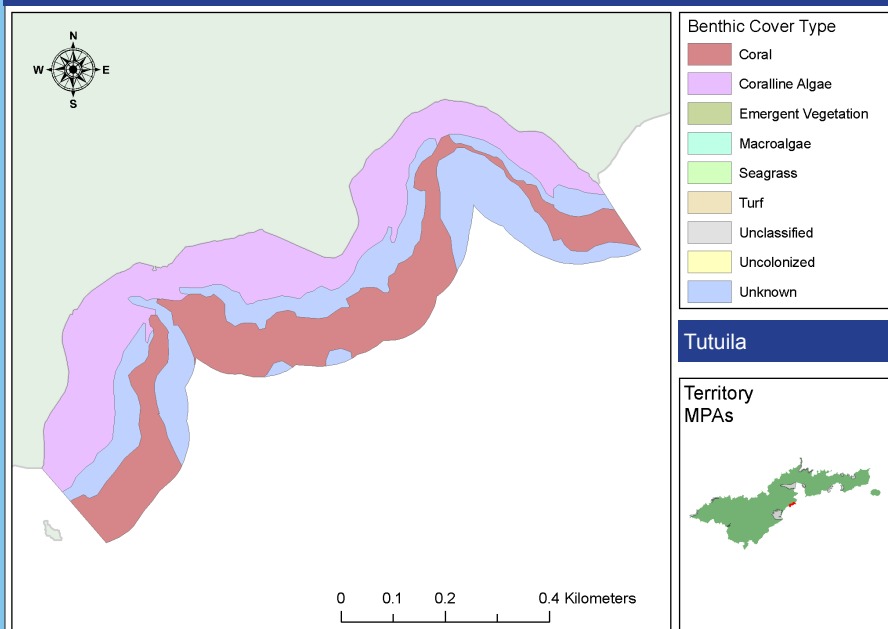 N
W E
S
0 0.1 0.2 0.4 Kilometers
Benthic Cover Type
Coral
Coralline Algae
Emergent Vegetation
Macroalgae
Seagrass
Turf
Unclassified
Uncolonized
Unknown
Tutuila
Territory
MPAs